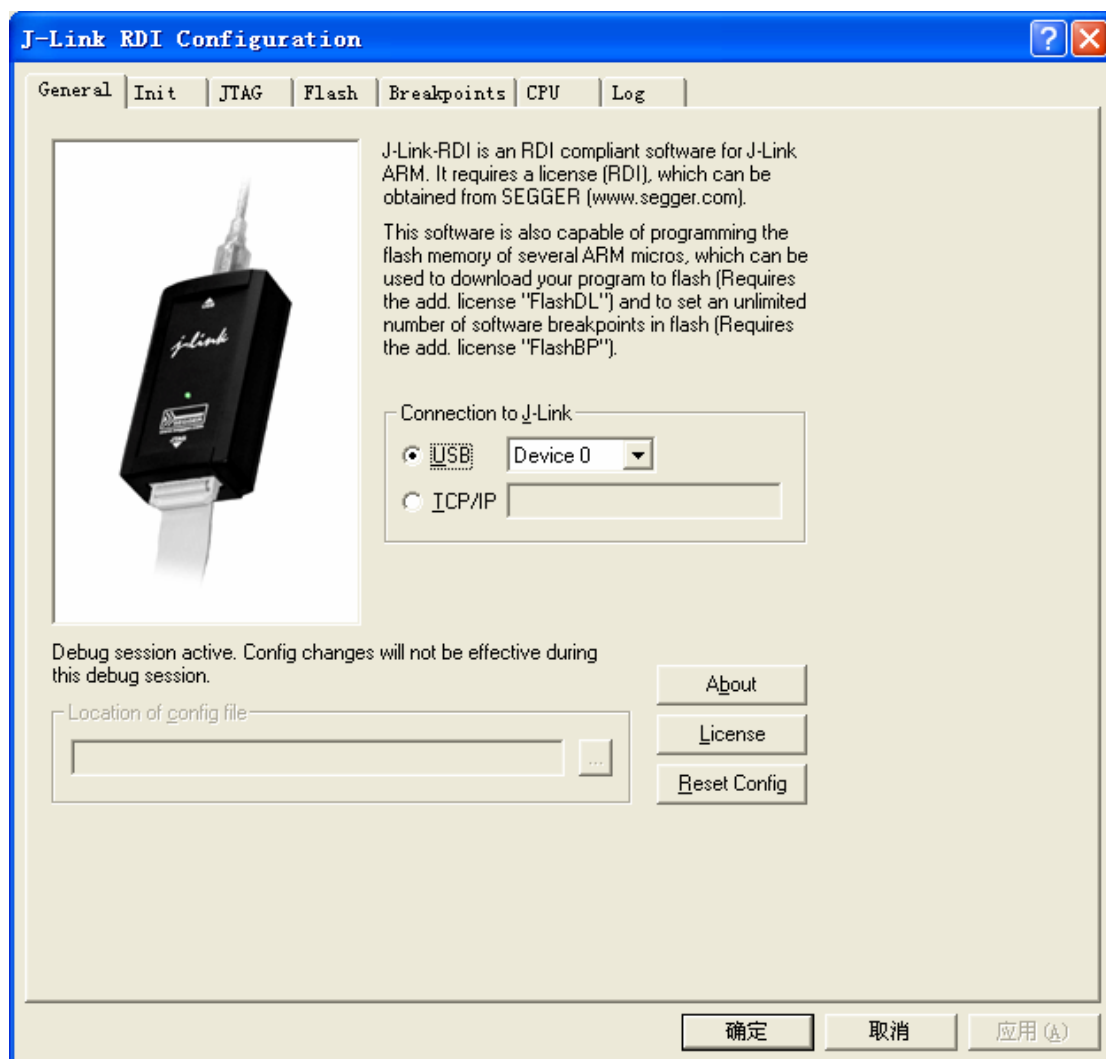 J-Link RDI Configuration
General Init JTAG Flash Breakpoints CPU Log
J-Link-RDI is an RDI compliant software for J-Link
ARM. It requires a license (RDI), which can be
obtained from SEGGER (www.segger.com).
This software is also capable of programming the
flash memory of several ARM micros, which can be
used to download your program to flash (Requires
the add. license "FlashDL") and to set an unlimited
number of software breakpoints in flash (Requires
the add. license "FlashBP").
j-link
Connection to J-Link
USB Device 0
TCP/IP
Debug session active. Config changes will not be effective during
this debug session.
Location of config file
...
About
License
Reset Config
确定 取消 应用(A)